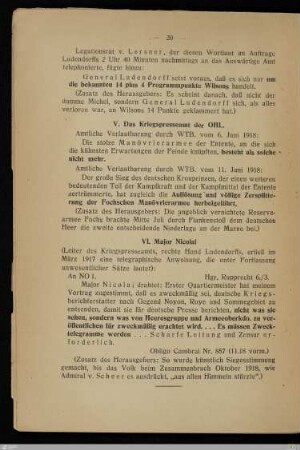 — 20 —
Legationsrat v. Lersner, der diesen Wortlaut im Auftrage
Ludendorffs 2 Uhr 40 Minuten nachmittags an das Auswärtige Amt
telephonierte, fügte hinzu:
General Ludendorff setzt voraus, daß es sich nur um
die bekannten 14 plus 4 Programmpunkte Wilsons handelt.
(Zusatz des Herausgebers: Es scheint danach, daß nicht der
dumme Michel, sondern General Ludendorff sich, als alles
verloren war, an Wilsons 14 Punkte geklammert hat.)
V. Das Kriegspresseamt der OHL.
Amtliche Verlautbarung durch WTB. vom 6. Juni 1918:
Die stolze Manövrierarmee der Entente, an die sich
die kühnsten Erwartungen der Feinde knüpften, besteht als solche
nicht mehr.
Amtliche Verlautbarung durch WTB. vom 11. Juni 1918:
Der große Sieg des deutschen Kronprinzen, der einen weiteren
bedeutenden Teil der Kampfkraft und der Kampfmittel der Entente
zertrümmerte, hat zugleich die Auflösung und völlige Zersplitte-
rung der Fochschen Manövrierarmee herbeigeführt.
(Zusatz des Herausgebers: Die angeblich vernichtete Reserve-
armee Fochs brachte Mitte Juli durch Flankenstoß dem deutschen
Heer die zweite entscheidende Niederlage an der Marne bei.)
VI. Major Nicolai
(Leiter des Kriegspresseamts, rechte Hand Ludendorffs, erließ im
März 1917 eine telegraphische Anweisung, die unter Fortlassung
unwesentlicher Sätze lautet):
An NO I. Hgr. Rupprecht 6./3.
Major Nicolai drahtet: Erster Quartiermeister hat meinem
Vortrag zugestimmt, daß es zweckmäßig sei, deutsche Kriegs-
berichterstatter nach Gegend Noyon, Roye und Sommegebiet zu
entsenden, damit sie für deutsche Presse berichten, nicht was sie
sehen, sondern was von Heeresgruppe und Armeeoberkdo. zu ver-
öffentlichen für zweckmäßig erachtet wird. . . . Es müssen Zweck-
telegramme werden . . . . Scharfe Leitung und Zensur er-
forderlich.
Obligo Cambrai Nr. 887 (11.18 vorm.)
(Zusatz des Herausgebers: So wurde künstlich Siegesstimmung
gemacht, bis das Volk beim Zusammenbruch Oktober 1918, wie
Admiral v. Scheer es ausdrückt, „aus allen Himmeln stürzte“.)